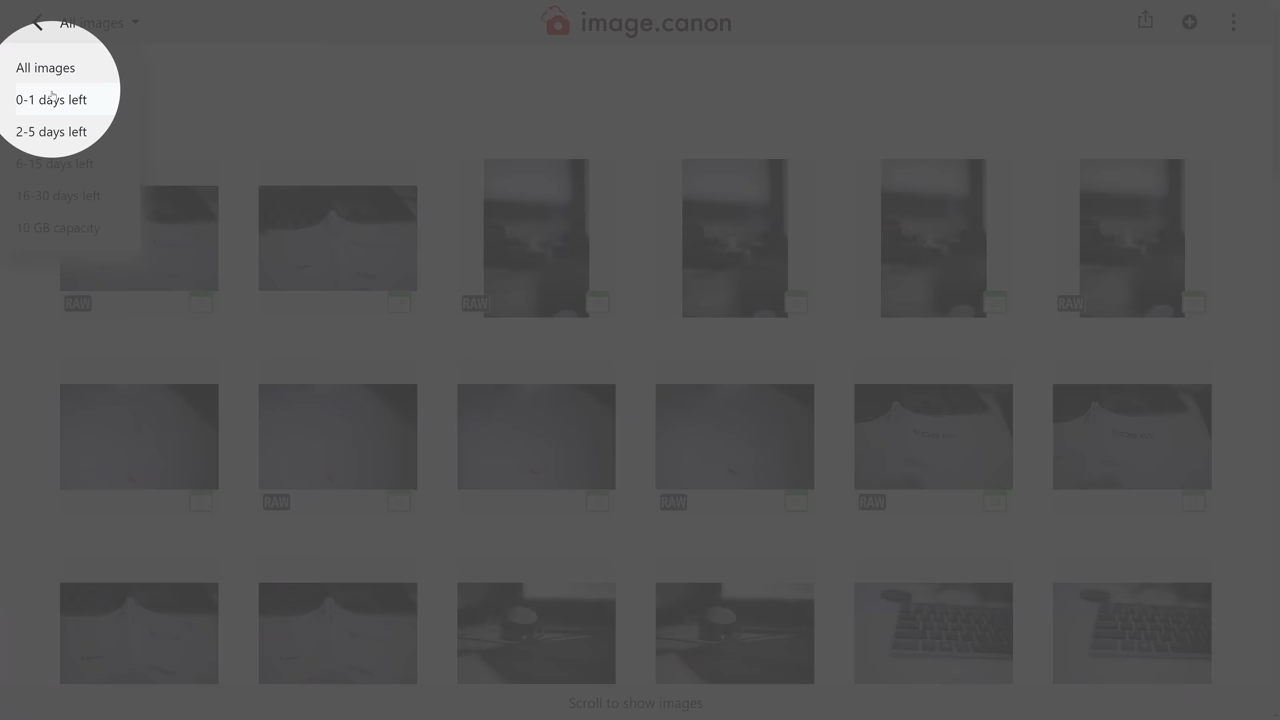 All images
image.canon
All images
0-1 days left
2-5 days left
6-15 days left
16-30 days left
10 GB capacity
RAW
RAW
RAW
RAW
RAW
RAW
Scroll to show images